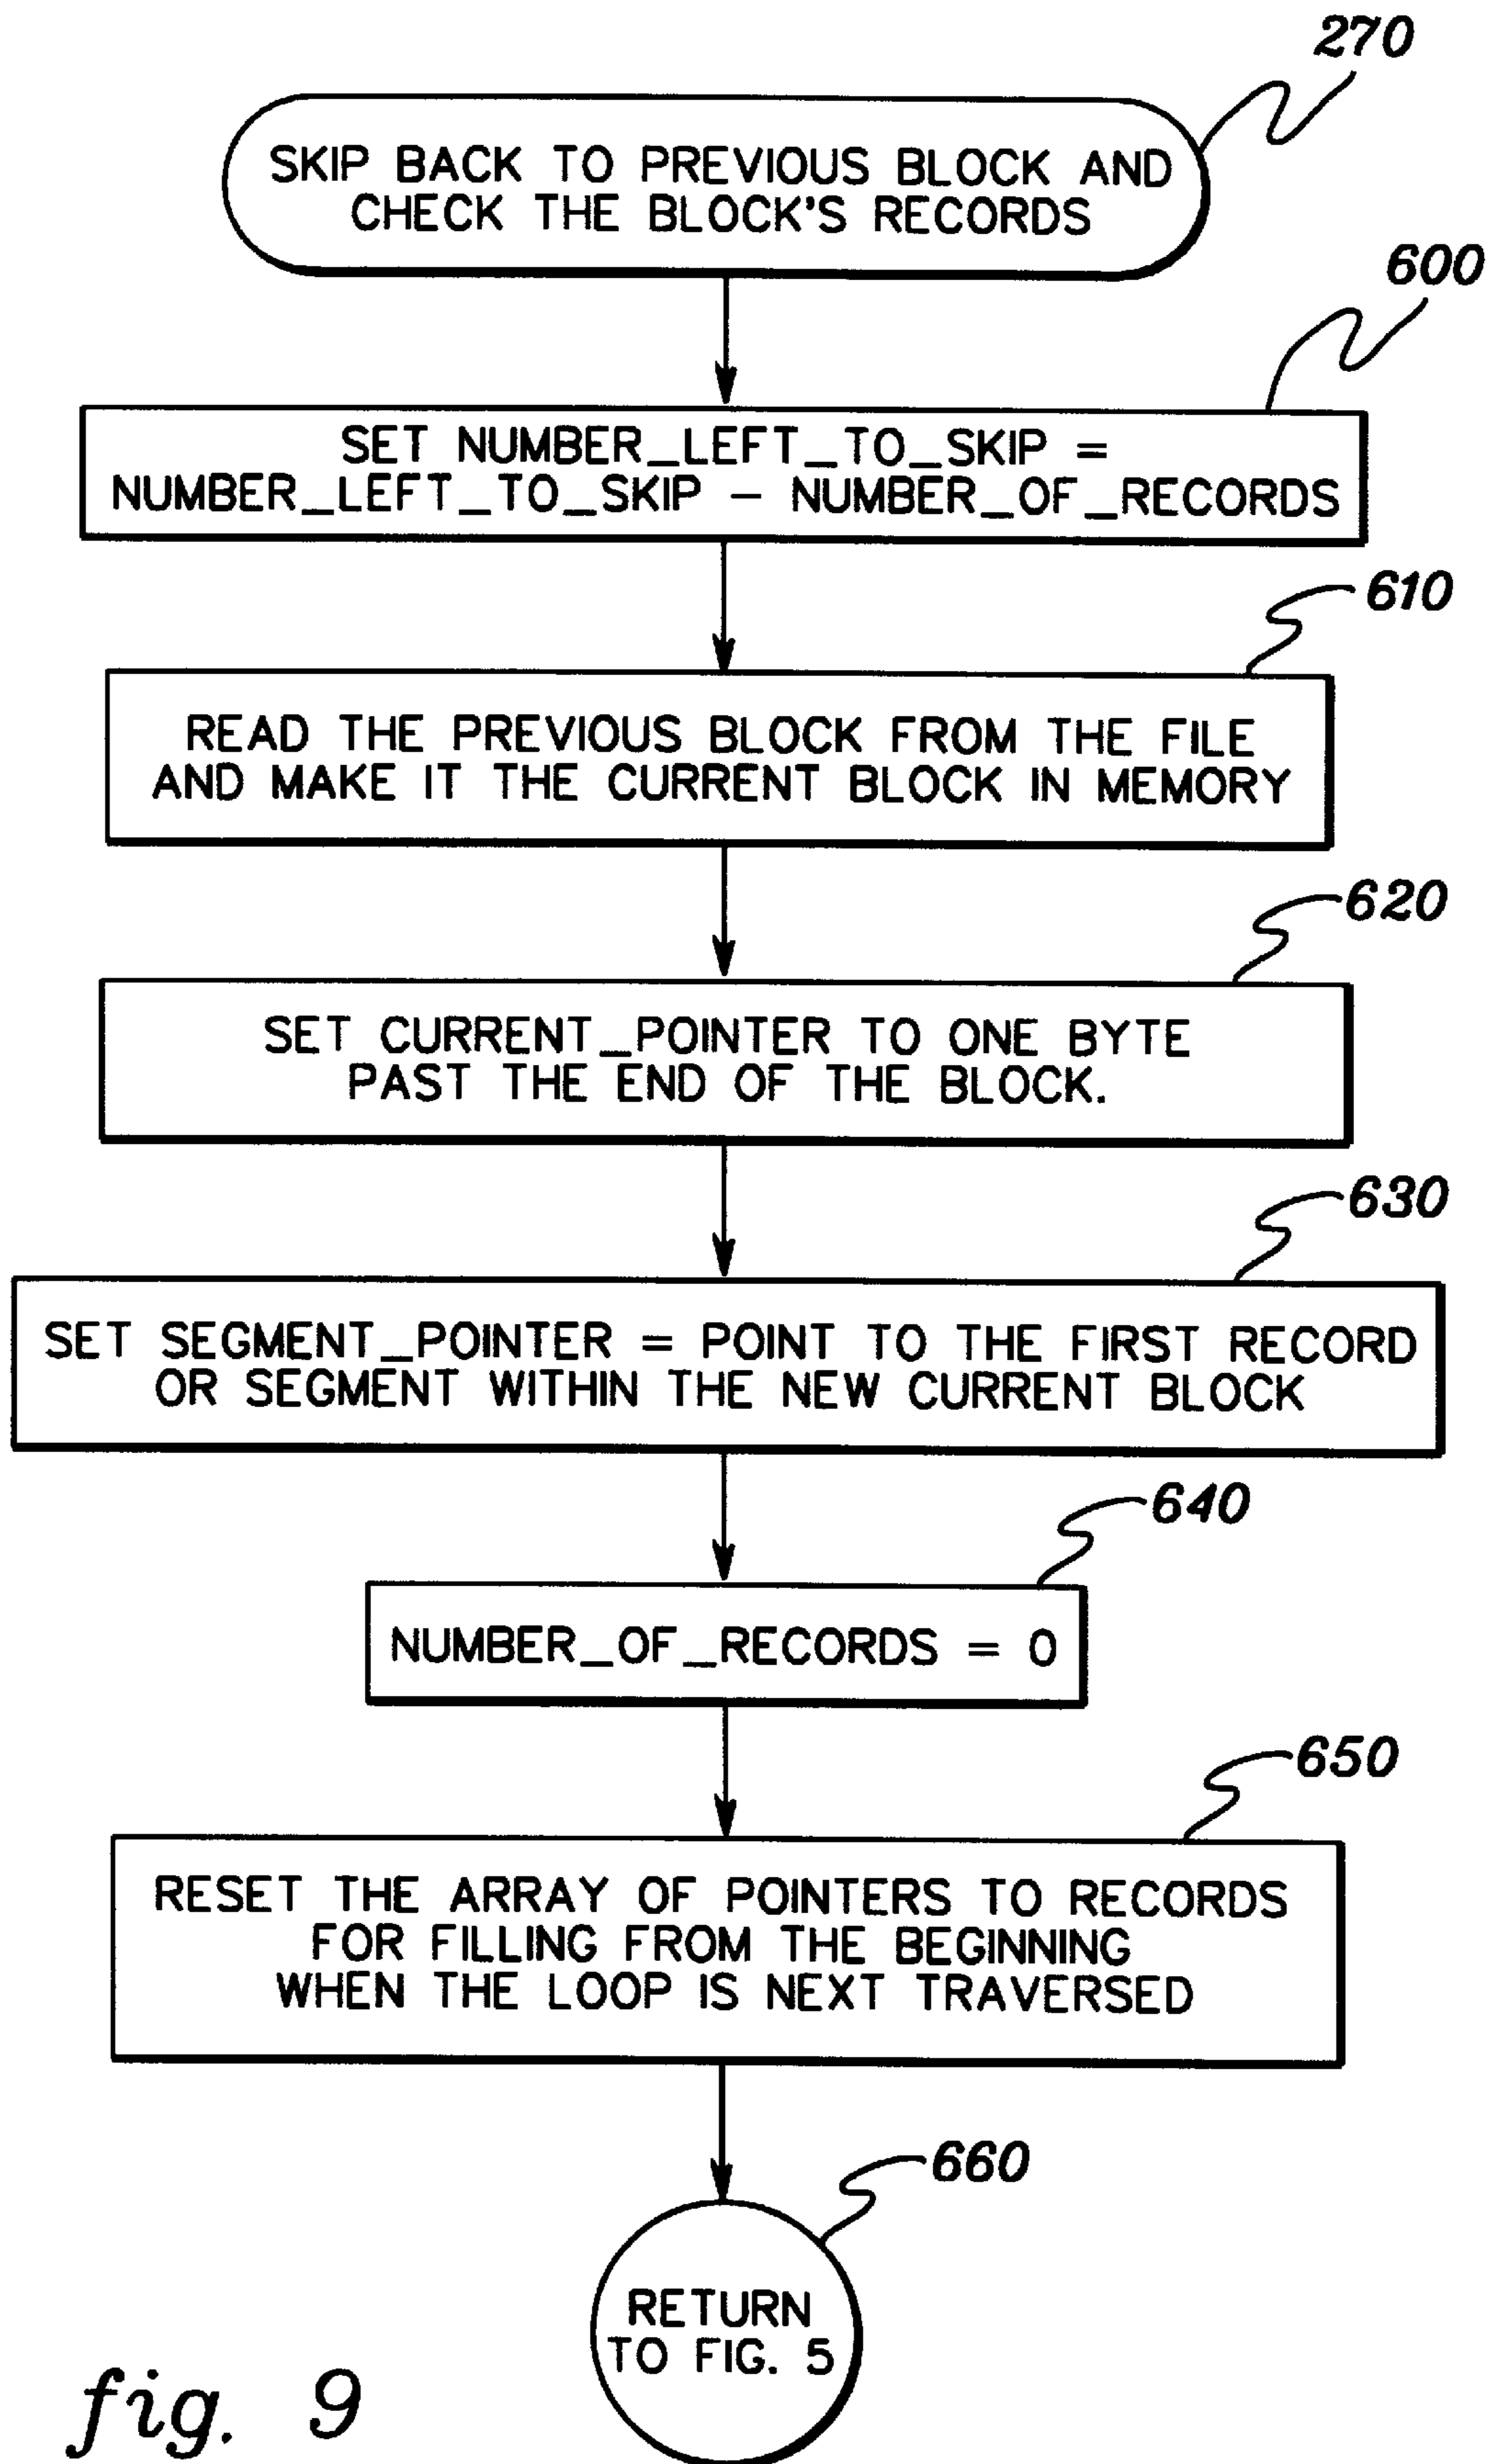 270
SKIP BACK TO PREVIOUS BLOCK AND
CHECK THE BLOCK'S RECORDS
600
SET NUMBER_LEFT_TO_SKIP =
NUMBER_LEFT_TO_SKIP – NUMBER_OF_RECORDS
610
READ THE PREVIOUS BLOCK FROM THE FILE
AND MAKE IT THE CURRENT BLOCK IN MEMORY
620
SET CURRENT_POINTER TO ONE BYTE
PAST THE END OF THE BLOCK.
630
SET SEGMENT_POINTER = POINT TO THE FIRST RECORD
OR SEGMENT WITHIN THE NEW CURRENT BLOCK
640
NUMBER_OF_RECORDS = 0
650
RESET THE ARRAY OF POINTERS TO RECORDS
FOR FILLING FROM THE BEGINNING
WHEN THE LOOP IS NEXT TRAVERSED
660
RETURN
TO FIG. 5
fig. 9